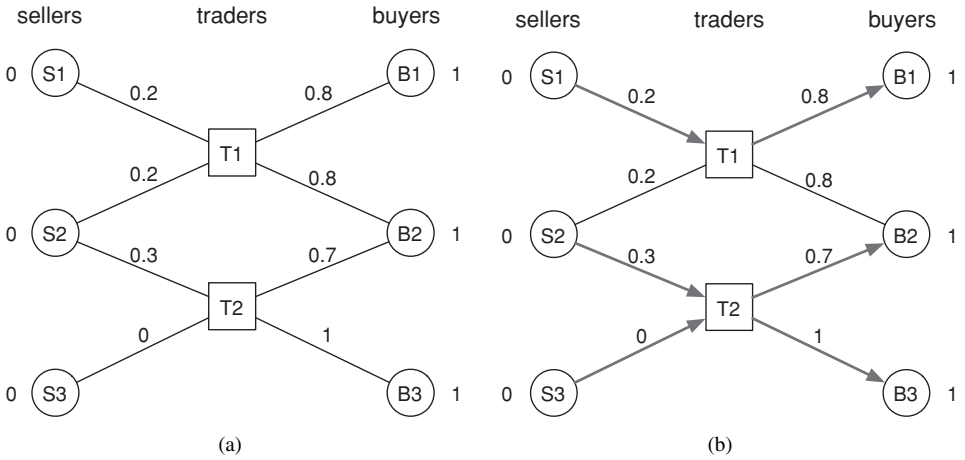 sellers traders buyers sellers traders buyers
0 S1 B1 1 0 S1 B1 1
0.2 0.8 0.2 0.8
T1 T1
0.2 0.8 0.2 0.8
0 S2 B2 1 0 S2 B2 1
0.3 0.7 0.3 0.7
T2 T2
0 1 0 1
0 S3 B3 1 0 S3 B3 1
(a) (b)